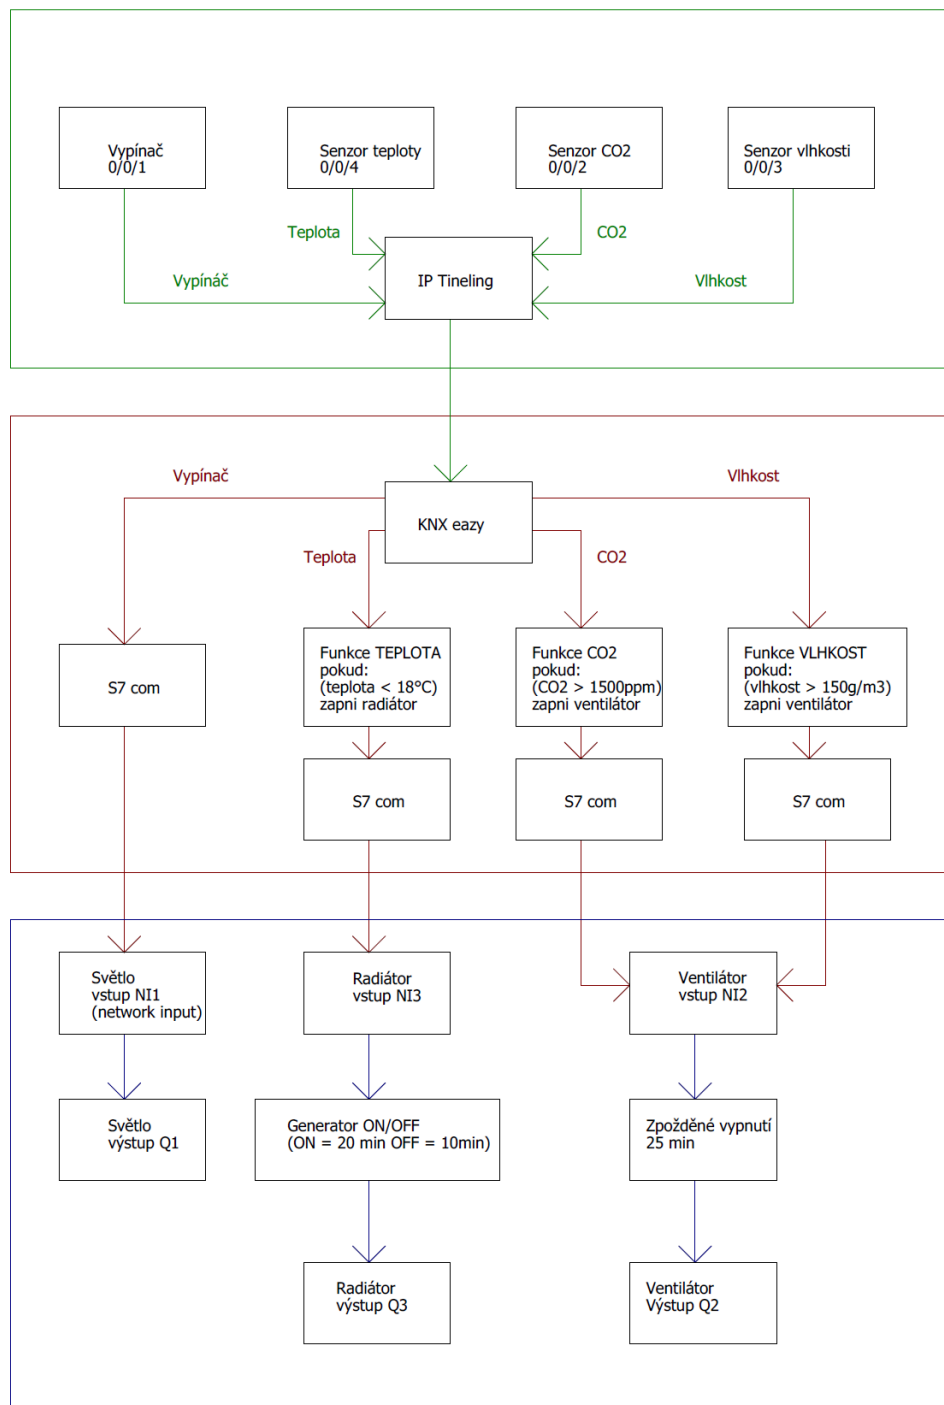 Vypínač
0/0/1
Senzor teploty
0/0/4
Senzor CO2
0/0/2
Senzor vlhkosti
0/0/3
Teplota
CO2
Vypínáč
IP Tineling
Vlhkost
Vypínač
Vlhkost
KNX eazy
Teplota
CO2
S7 com
Funkce TEPLOTA
pokud:
(teplota < 18°C)
zapni radiátor
Funkce CO2
pokud:
(CO2 > 1500ppm)
zapni ventilátor
Funkce VLHKOST
pokud:
(vlhkost > 150g/m3)
zapni ventilátor
S7 com
S7 com
S7 com
Světlo
vstup NI1
(network input)
Radiátor
vstup NI3
Ventilátor
vstup NI2
Světlo
výstup Q1
Generator ON/OFF
(ON = 20 min OFF = 10min)
Zpožděné vypnutí
25 min
Radiátor
výstup Q3
Ventilátor
Výstup Q2